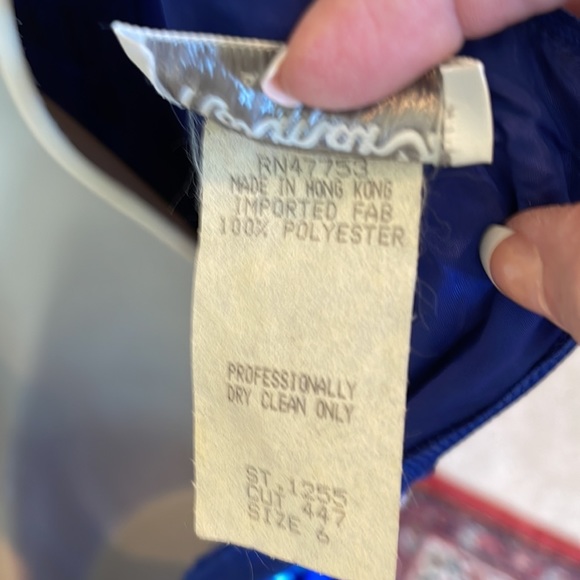 RN47753
MADE IN HONG KONG
IMPORTED FAB
100% POLYESTER
PROFESSIONALLY
DRY CLEAN ONLY
ST. 1255
CUT 447
SIZE 6